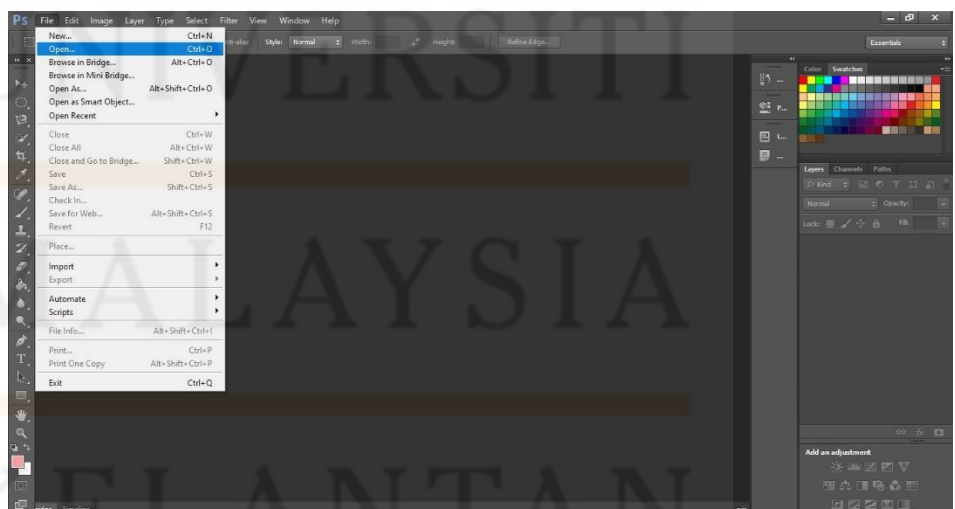 Ps File Edit Image Layer Type Select Filter View Window Help
Anti-alias Style: Normal Width: Height: Refine Edge... Essentials
New... Ctrl+N
Open... Ctrl+O
Browse in Bridge... Alt+Ctrl+O
Browse in Mini Bridge...
Open As... Alt+Shift+Ctrl+O
Open as Smart Object...
Open Recent
Close Ctrl+W
Close All Alt+Ctrl+W
Close and Go to Bridge... Shift+Ctrl+W
Save Ctrl+S
Save As... Shift+Ctrl+S
Check In...
Save for Web... Alt+Shift+Ctrl+S
Revert F12
Place...
Import
Export
Automate
Scripts
File Info... Alt+Shift+Ctrl+I
Print... Ctrl+P
Print One Copy Alt+Shift+Ctrl+P
Exit Ctrl+Q
Color Swatches
P...
L...
Layers Channels Paths
Kind
Normal Opacity:
Lock: Fill:
fx
Add an adjustment
VERSITI
MALAYSIA
ELANTAN